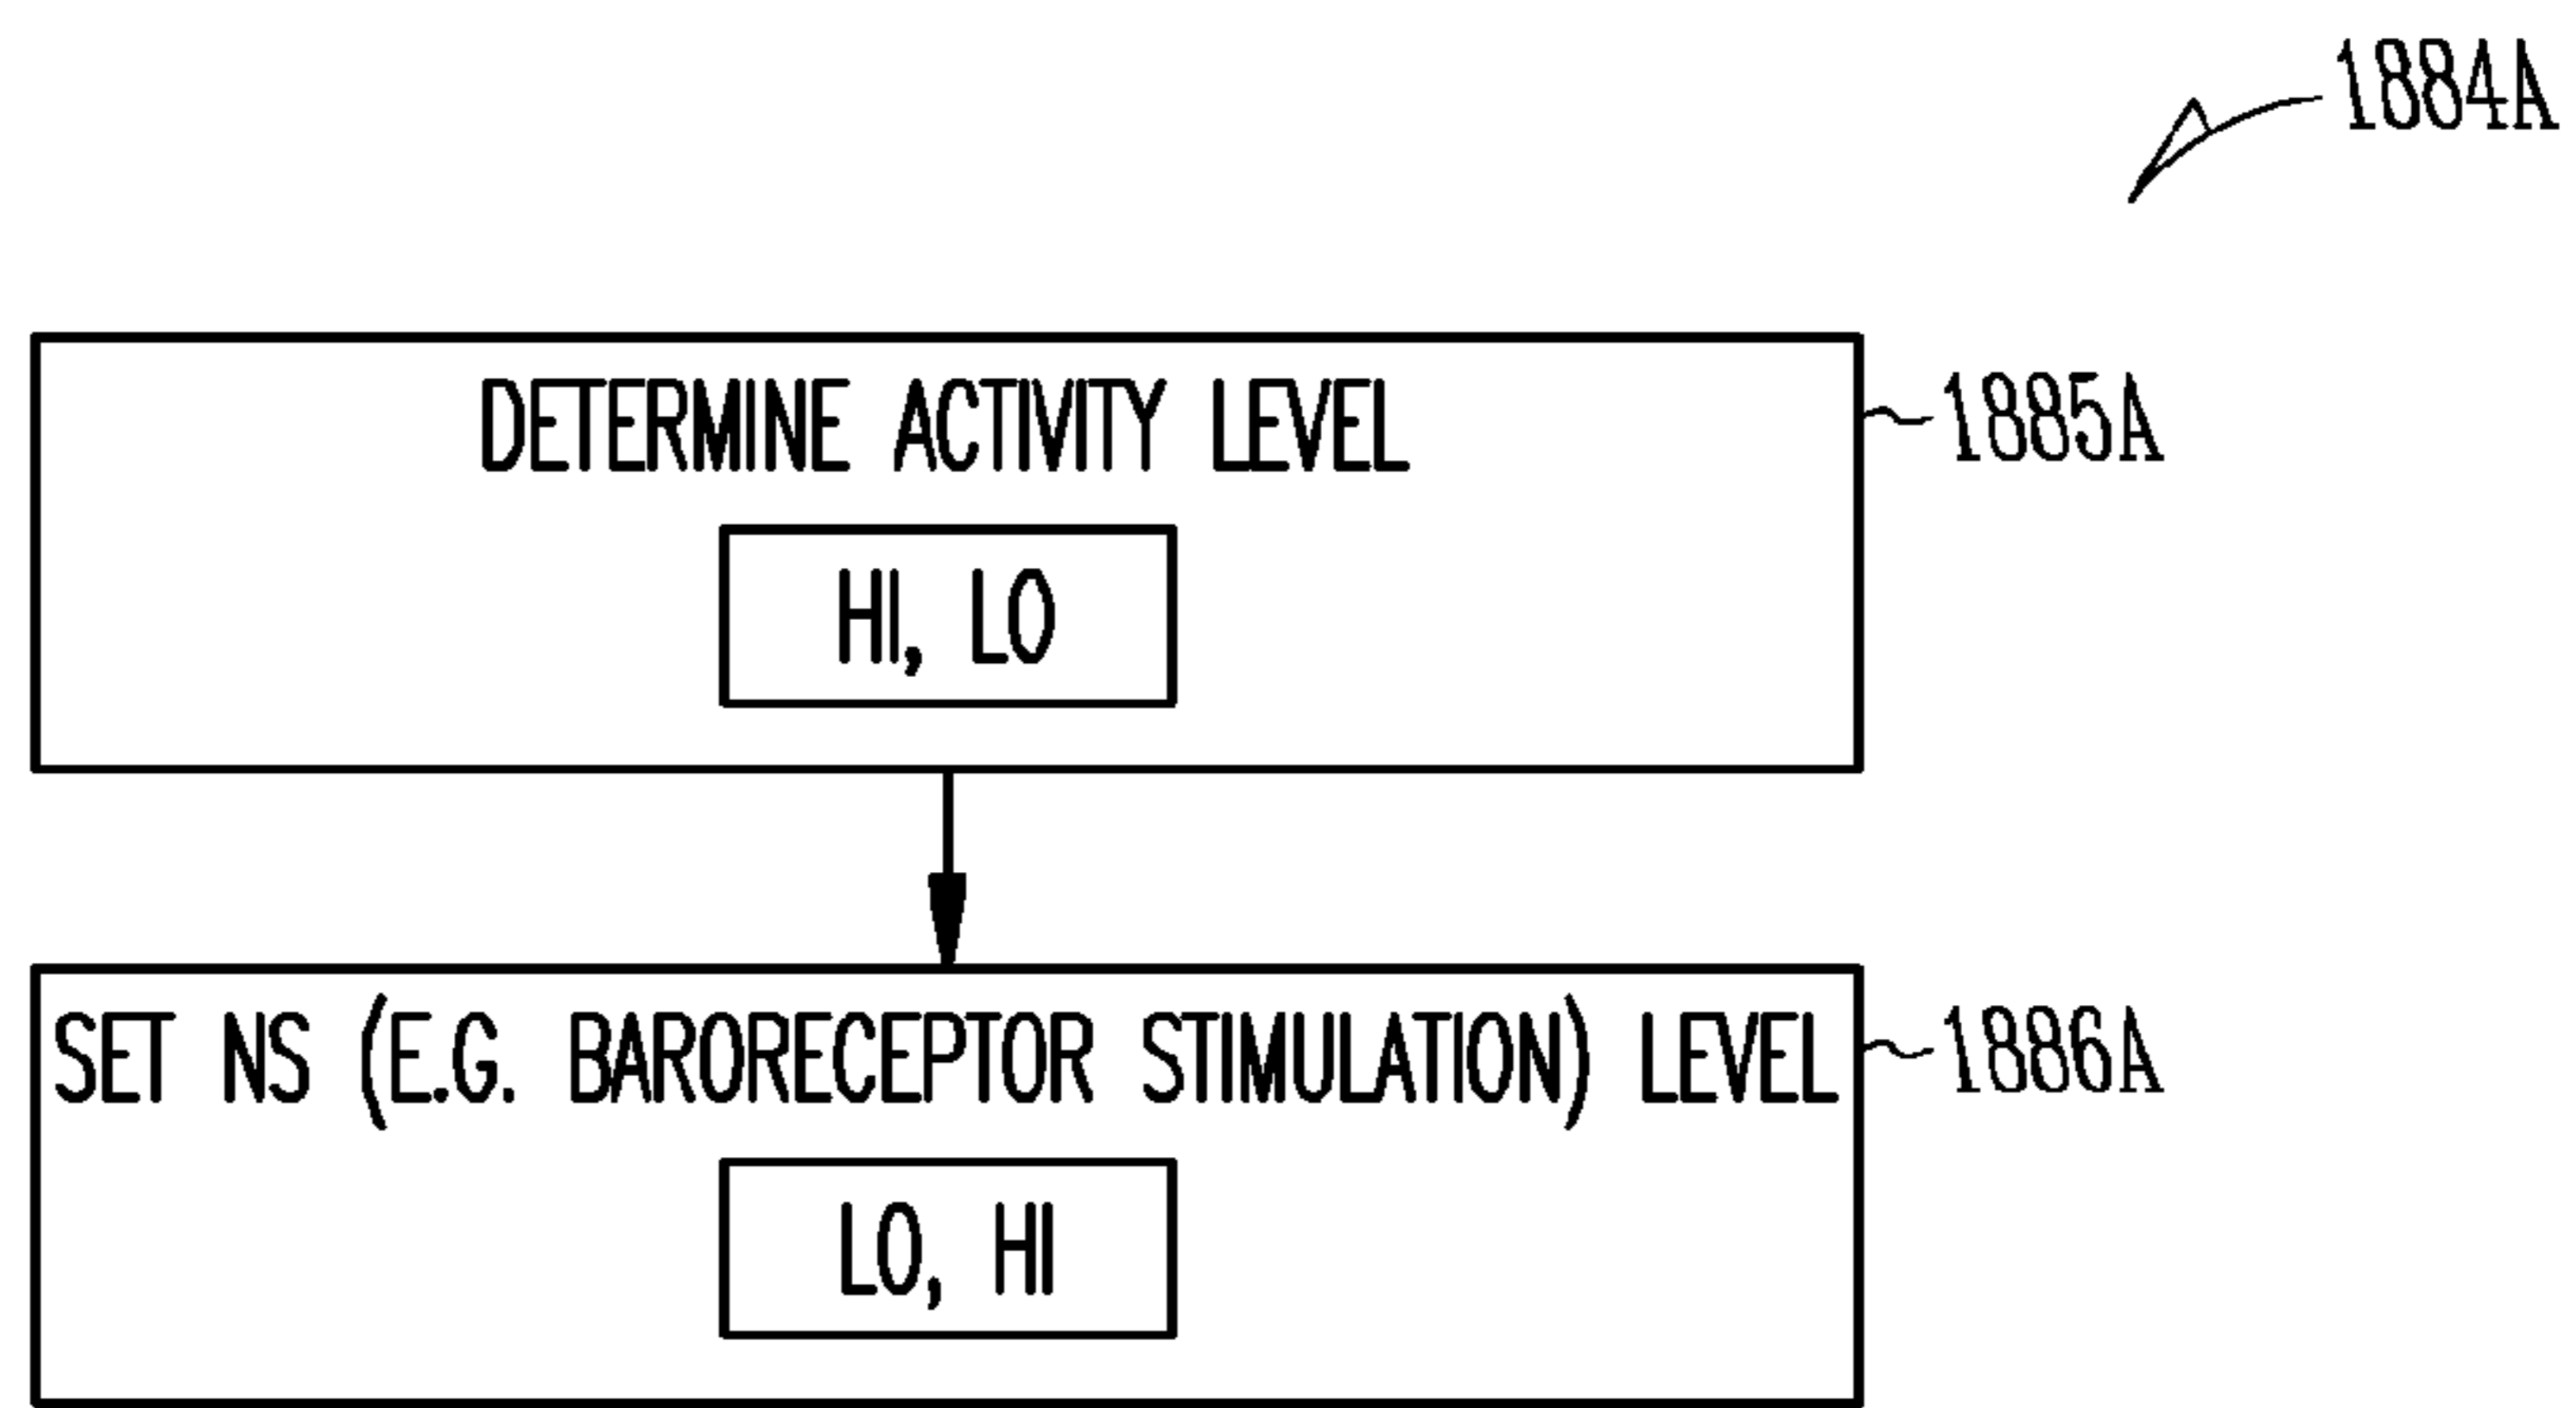 1884A
DETERMINE ACTIVITY LEVEL
1885A
HI, LO
SET NS (E.G. BARORECEPTOR STIMULATION) LEVEL
1886A
LO, HI